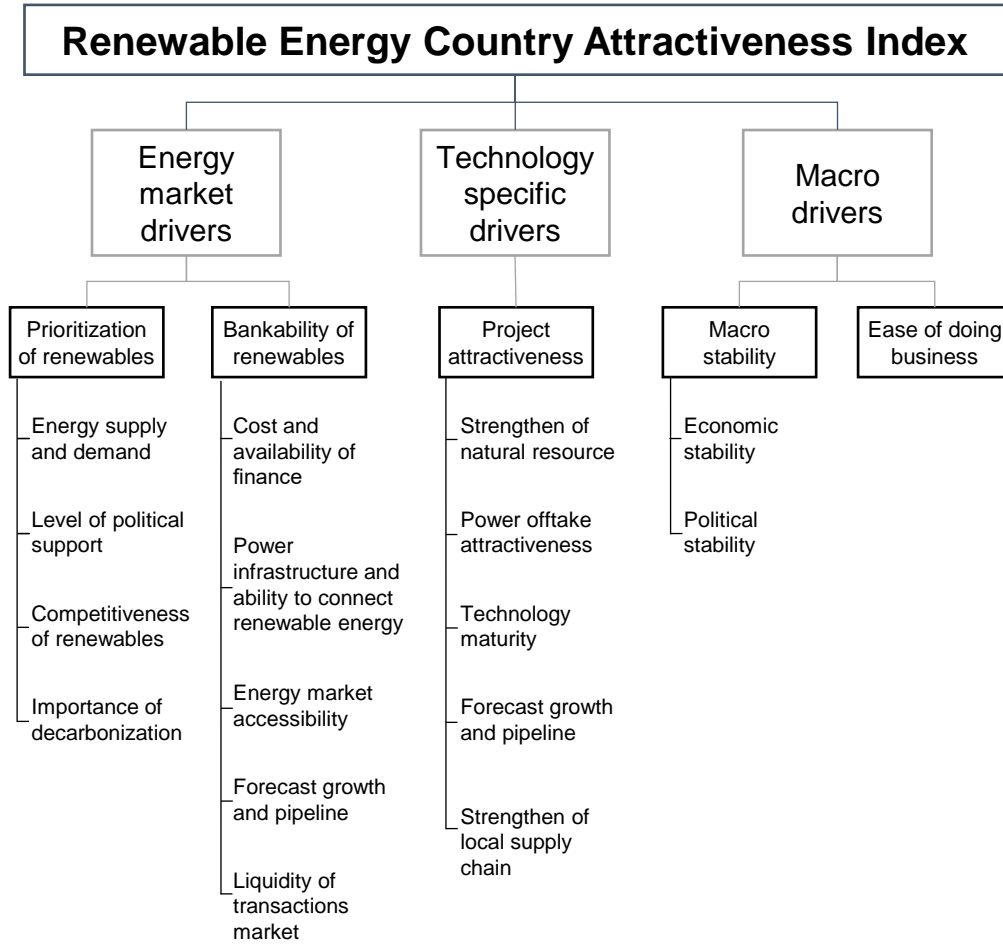 Renewable Energy Country Attractiveness Index
Energy
market
drivers
Technology
specific
drivers
Macro
drivers
Prioritization
of renewables
Bankability of
renewables
Project
attractiveness
Macro
stability
Ease of doing
business
Energy supply
and demand
Level of political
support
Competitiveness
of renewables
Importance of
decarbonization
Cost and
availability of
finance
Power
infrastructure and
ability to connect
renewable energy
Energy market
accessibility
Forecast growth
and pipeline
Liquidity of
transactions
market
Strengthen of
natural resource
Power offtake
attractiveness
Technology
maturity
Forecast growth
and pipeline
Strengthen of
local supply
chain
Economic
stability
Political
stability